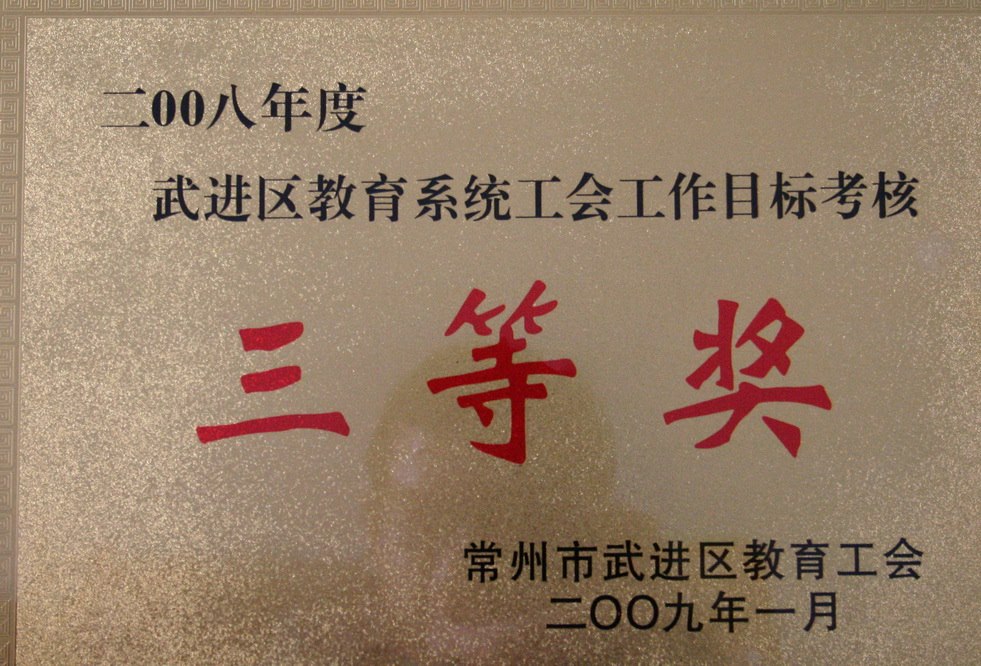 二00八年度
武进区教育系统工会工作目标考核
三等奖
常州市武进区教育工会
二〇〇九年一月